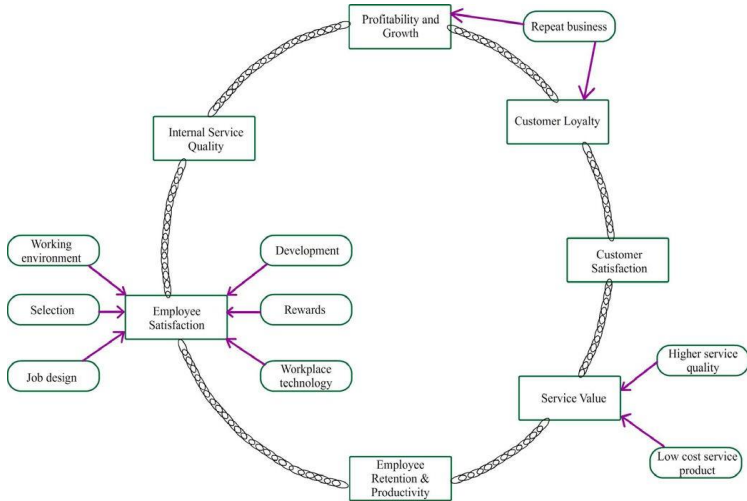 Profitability and
Growth
Repeat business
Internal Service
Quality
Customer Loyalty
Working
environment
Development
Customer
Satisfaction
Selection
Employee
Satisfaction
Rewards
Job design
Workplace
technology
Higher service
quality
Service Value
Low cost service
product
Employee
Retention &
Productivity